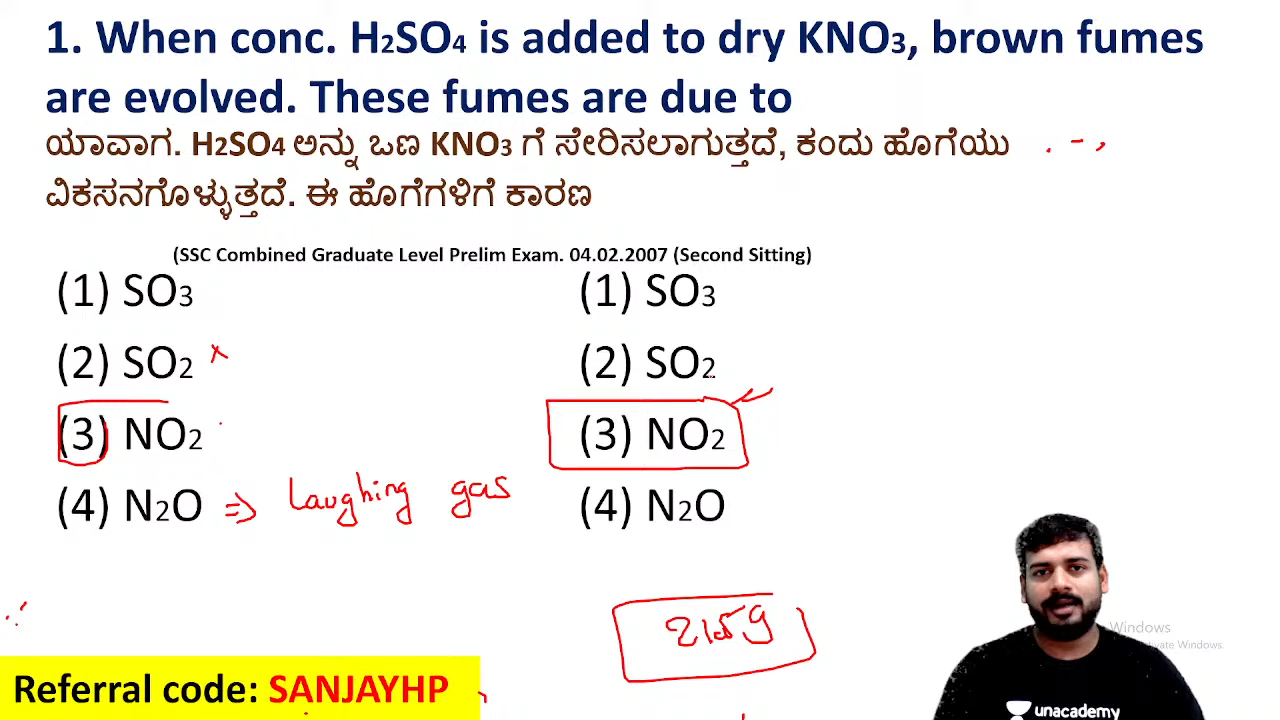 1. When conc. H2SO4 is added to dry KNO3, brown fumes
are evolved. These fumes are due to
ಯಾವಾಗ. H2SO4 ಅನ್ನು ಒಣ KNO3 ಗೆ ಸೇರಿಸಲಾಗುತ್ತದೆ, ಕಂದು ಹೊಗೆಯು
ವಿಕಸನಗೊಳ್ಳುತ್ತದೆ. ಈ ಹೊಗೆಗಳಿಗೆ ಕಾರಣ
(SSC Combined Graduate Level Prelim Exam. 04.02.2007 (Second Sitting)
(1) SO3
(2) SO2
(3) NO2
(4) N2O ⇒ Laughing gas
(1) SO3
(2) SO2
(3) NO2
(4) N2O
Windows
Windows.
Referral code: SANJAYHP
unacademy